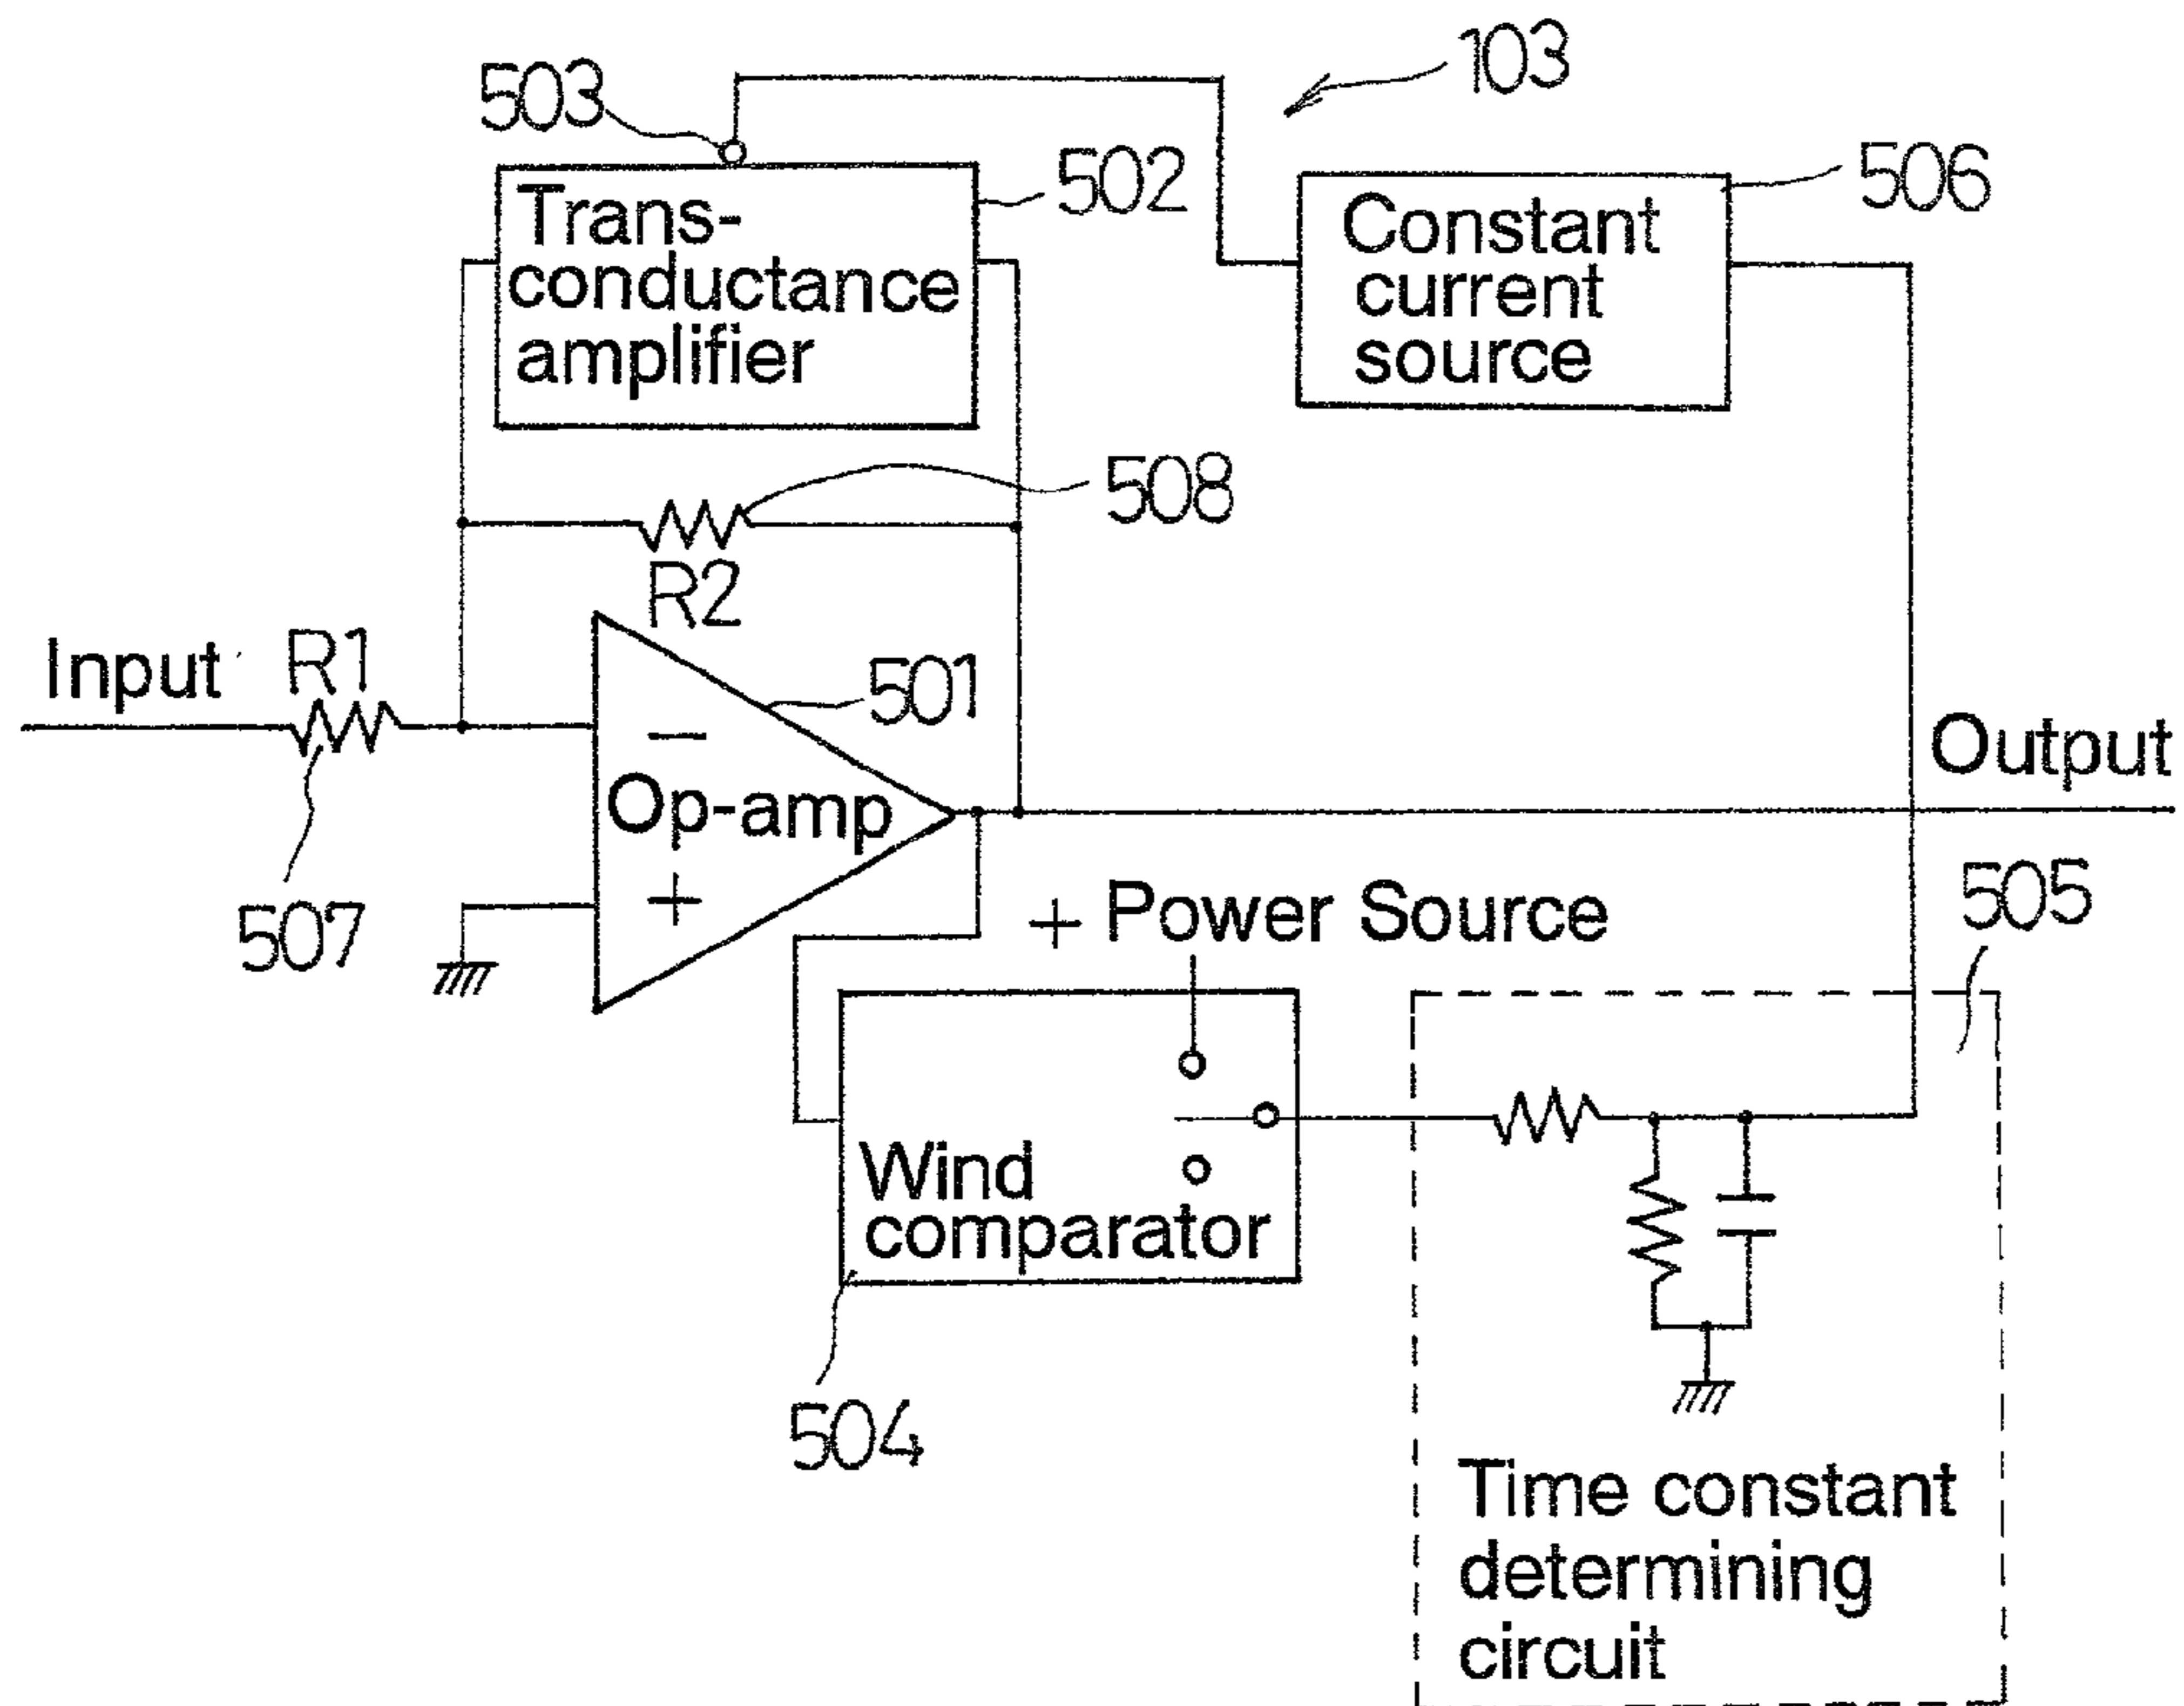 103
503
502
506
Trans-
conductance
amplifier
Constant
current
source
508
R2
Input
R1
501
Output
−
Op-amp
+
507
+ Power Source
505
Wind
comparator
504
Time constant
determining
circuit